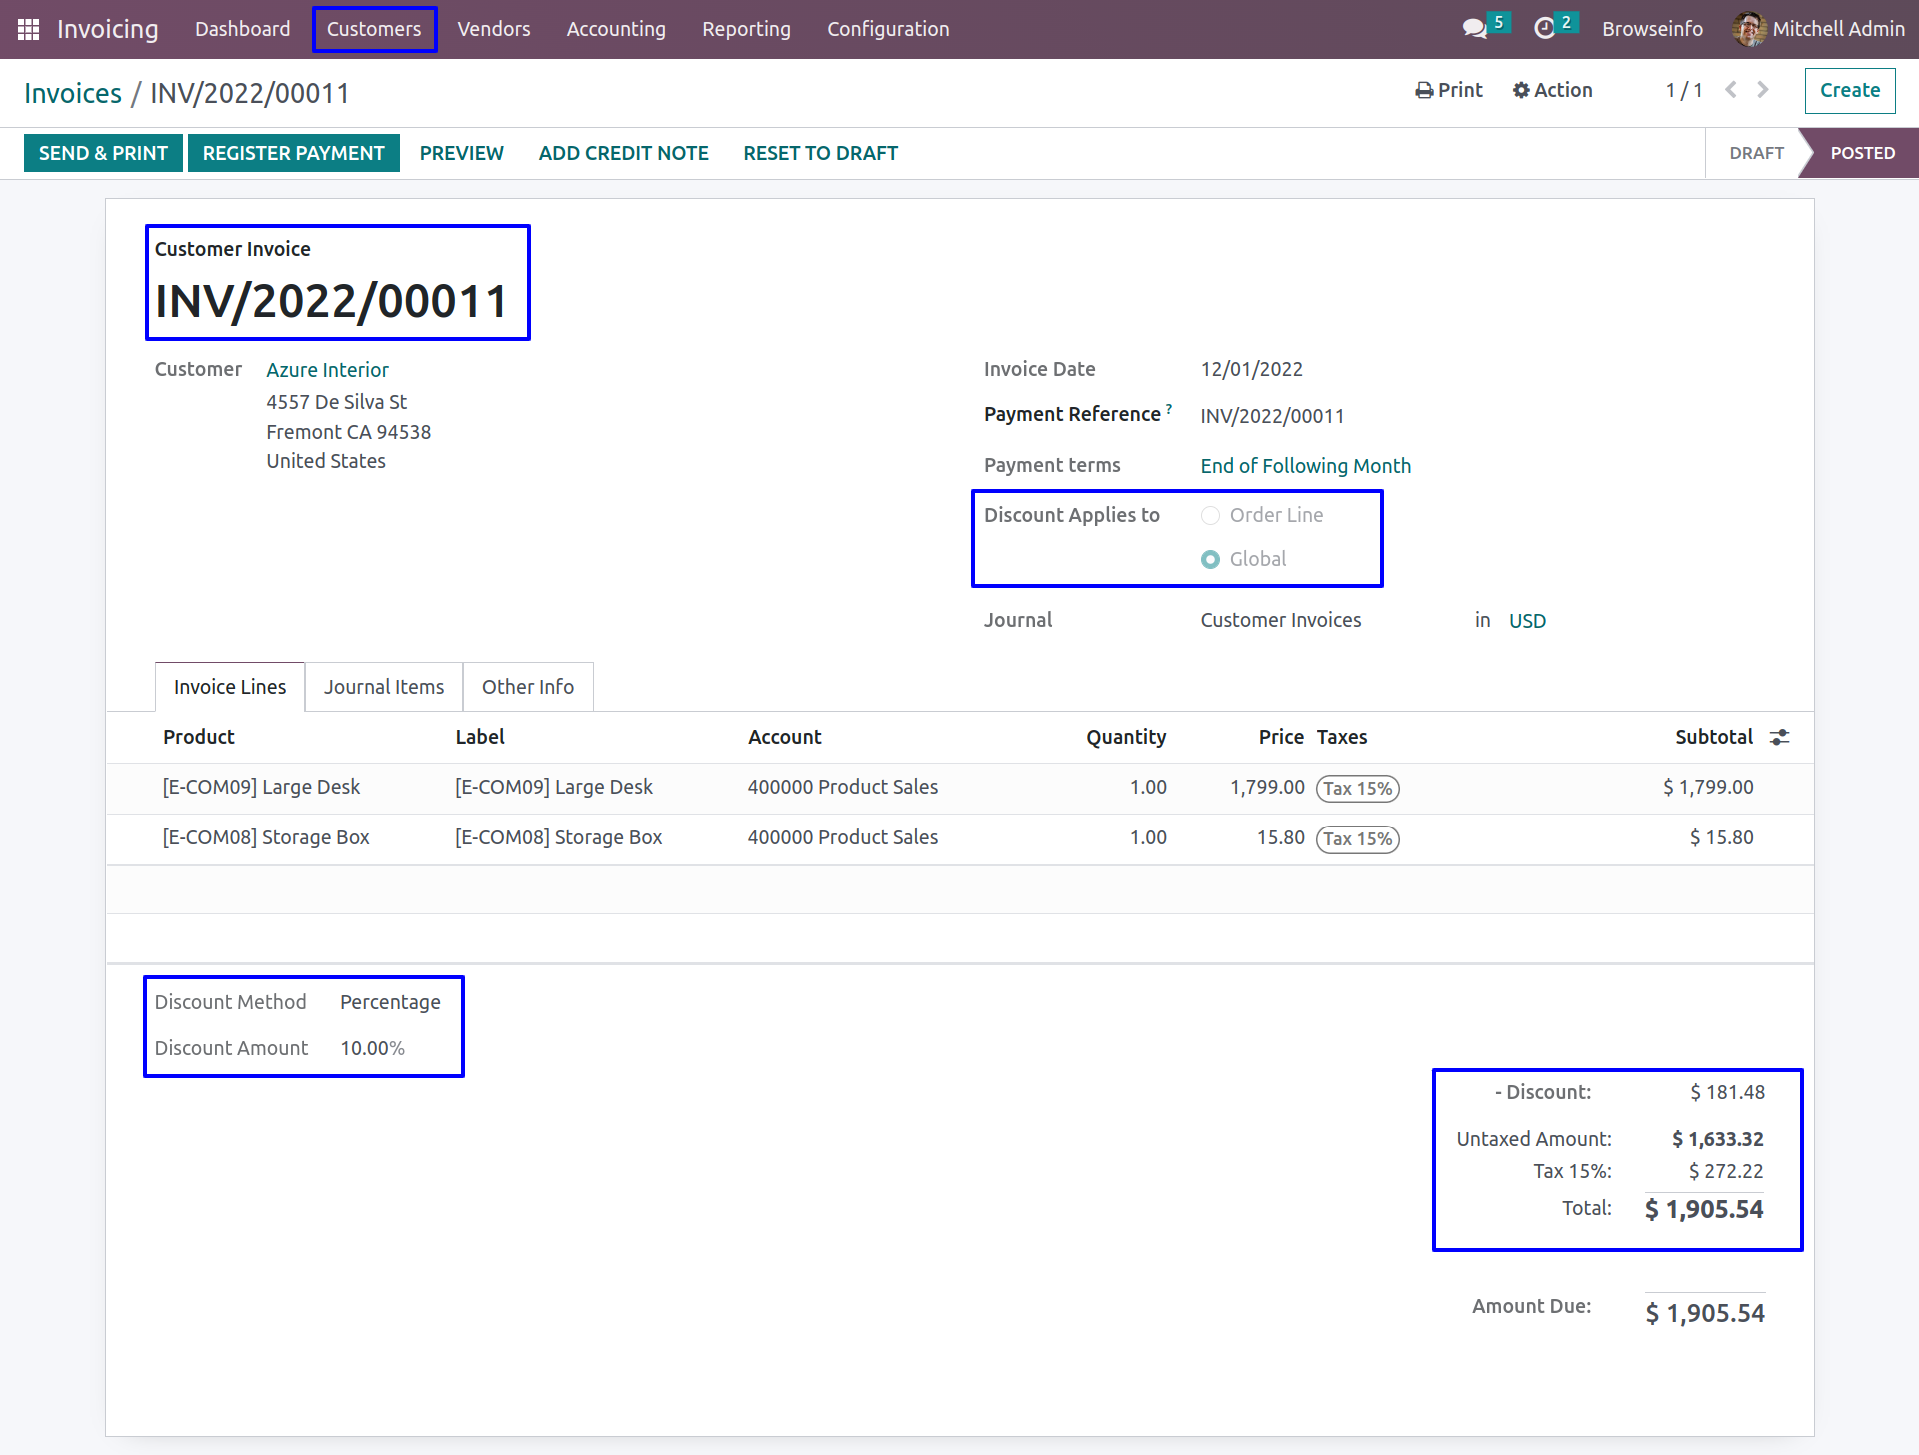 Invoicing Dashboard Customers Vendors Accounting Reporting Configuration 5 2 Browseinfo Mitchell Admin
Invoices / INV/2022/00011 Print Action 1 / 1 Create
SEND & PRINT REGISTER PAYMENT PREVIEW ADD CREDIT NOTE RESET TO DRAFT DRAFT POSTED
Customer Invoice
INV/2022/00011
Customer Azure Interior
4557 De Silva St
Fremont CA 94538
United States
Invoice Date 12/01/2022
Payment Reference ? INV/2022/00011
Payment terms End of Following Month
Discount Applies to Order Line
Global
Journal Customer Invoices in USD
Invoice Lines Journal Items Other Info
Product Label Account Quantity Price Taxes Subtotal
[E-COM09] Large Desk [E-COM09] Large Desk 400000 Product Sales 1.00 1,799.00 Tax 15% $ 1,799.00
[E-COM08] Storage Box [E-COM08] Storage Box 400000 Product Sales 1.00 15.80 Tax 15% $ 15.80
Discount Method Percentage
Discount Amount 10.00%
- Discount: $ 181.48
Untaxed Amount: $ 1,633.32
Tax 15%: $ 272.22
Total: $ 1,905.54
Amount Due: $ 1,905.54